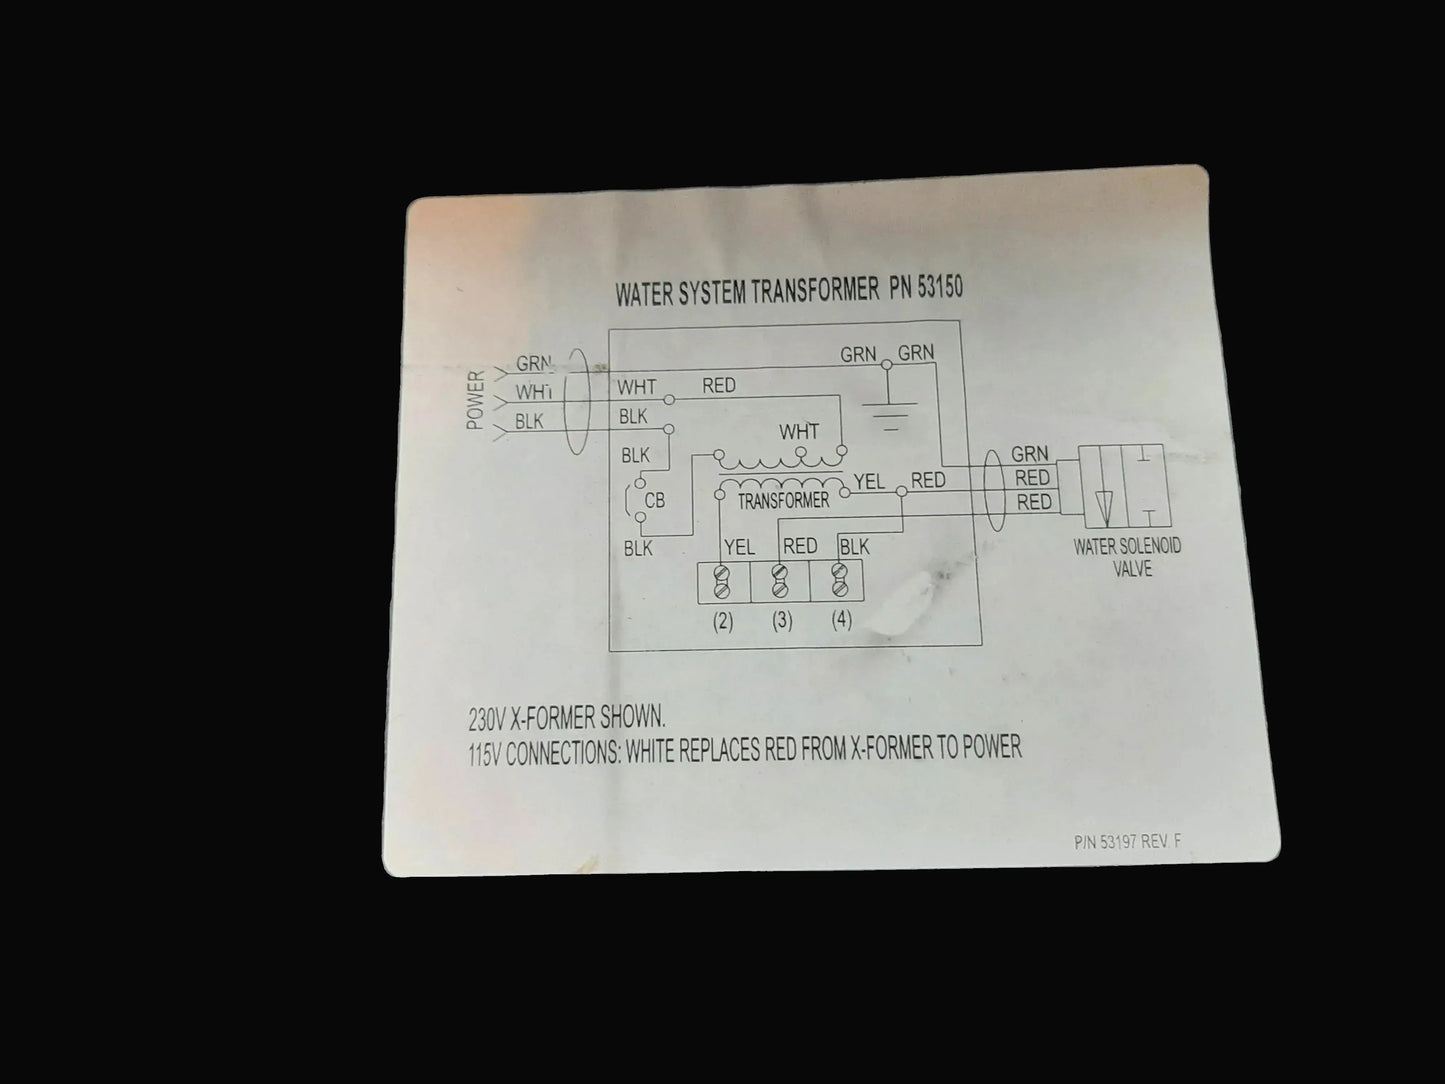 WATER SYSTEM TRANSFORMER PN 53150
POWER
GRN
WHT
BLK
WHT
RED
BLK
GRN
GRN
WHT
BLK
CB
BLK
TRANSFORMER
YEL
RED
GRN
RED
RED
YEL
RED
BLK
(2)
(3)
(4)
WATER SOLENOID
VALVE
230V X-FORMER SHOWN.
115V CONNECTIONS: WHITE REPLACES RED FROM X-FORMER TO POWER
P/N 53197 REV. F